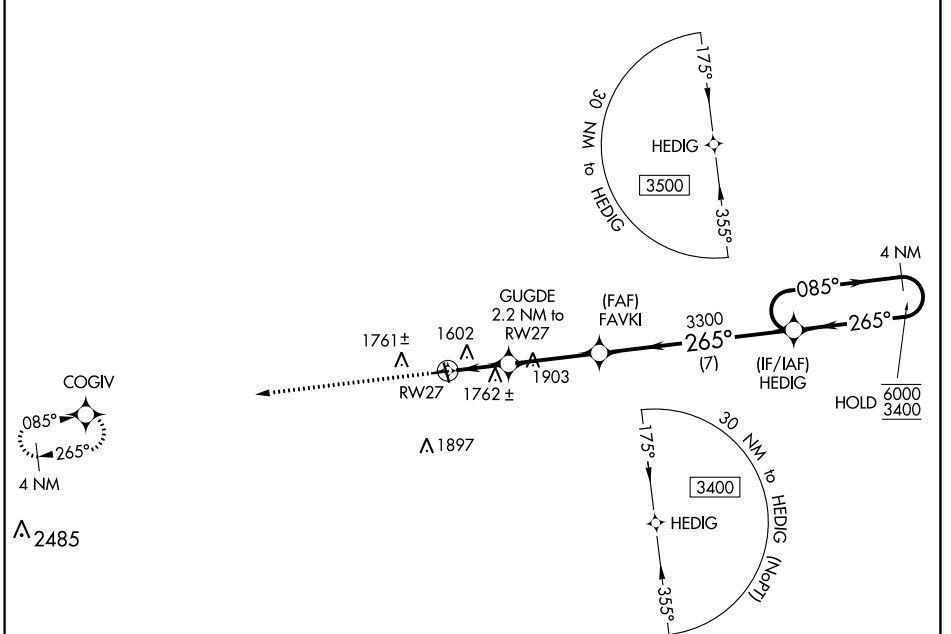 175°
30 NM to HEDIG
HEDIG
3500
355°
4 NM
085°
GUGDE
2.2 NM to
RW27
(FAF)
FAVKI
3300
265°
(7)
265°
(IF/IAF)
HEDIG
1761±
1602
1903
RW27
1762 ±
HOLD 6000
3400
COGIV
085°
265°
4 NM
1897
2485
175°
30 NM to HEDIG (NoPT)
3400
HEDIG
355°